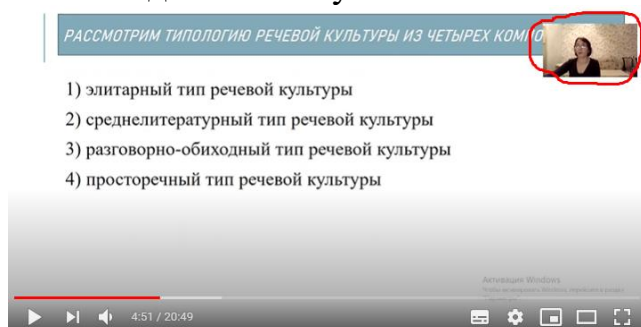 РАССМОТРИМ ТИПОЛОГИЮ РЕЧЕВОЙ КУЛЬТУРЫ ИЗ ЧЕТЫРЕХ
1) элитарный тип речевой культуры
2) среднелитературный тип речевой культуры
3) разговорно-обиходный тип речевой культуры
4) просторечный тип речевой культуры
Активация Windows
4:51 / 20:49